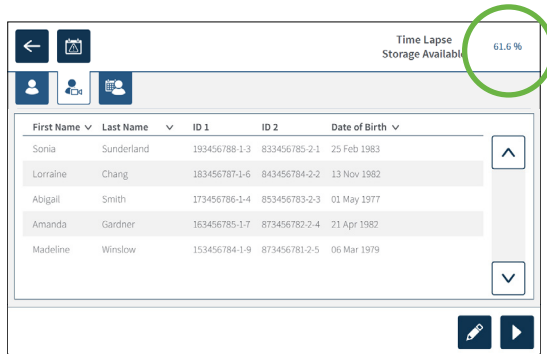 Time Lapse
Storage Available 61.6 %
First Name Last Name ID 1 ID 2 Date of Birth
Sonia Sunderland 193456788-1-3 833456785-2-1 25 Feb 1983
Lorraine Chang 183456787-1-6 843456784-2-2 13 Nov 1982
Abigail Smith 173456786-1-4 853456783-2-3 01 May 1977
Amanda Gardner 163456785-1-7 873456782-2-4 21 Apr 1982
Madeline Winslow 153456784-1-9 873456781-2-5 06 Mar 1979